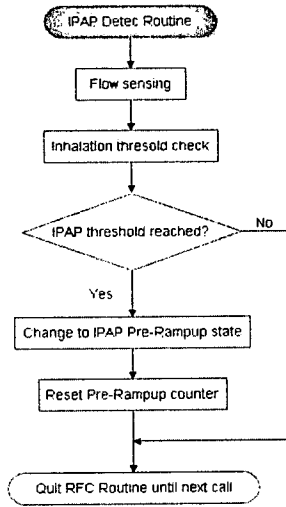 IPAP Detec Routine
Flow sensing
Inhalation thresold check
IPAP threshold reached?
No
Yes
Change to IPAP Pre-Rampup state
Reset Pre-Rampup counter
Quit RFC Routine until next call